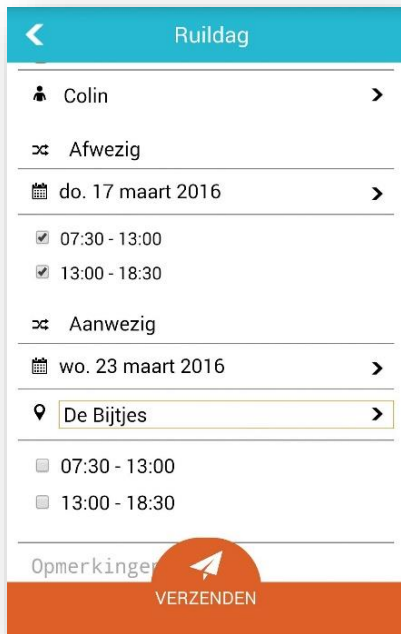 Ruildag
Colin
Afwezig
do. 17 maart 2016
07:30 - 13:00
13:00 - 18:30
Aanwezig
wo. 23 maart 2016
De Bijtjes
07:30 - 13:00
13:00 - 18:30
Opmerkinge
VERZENDEN